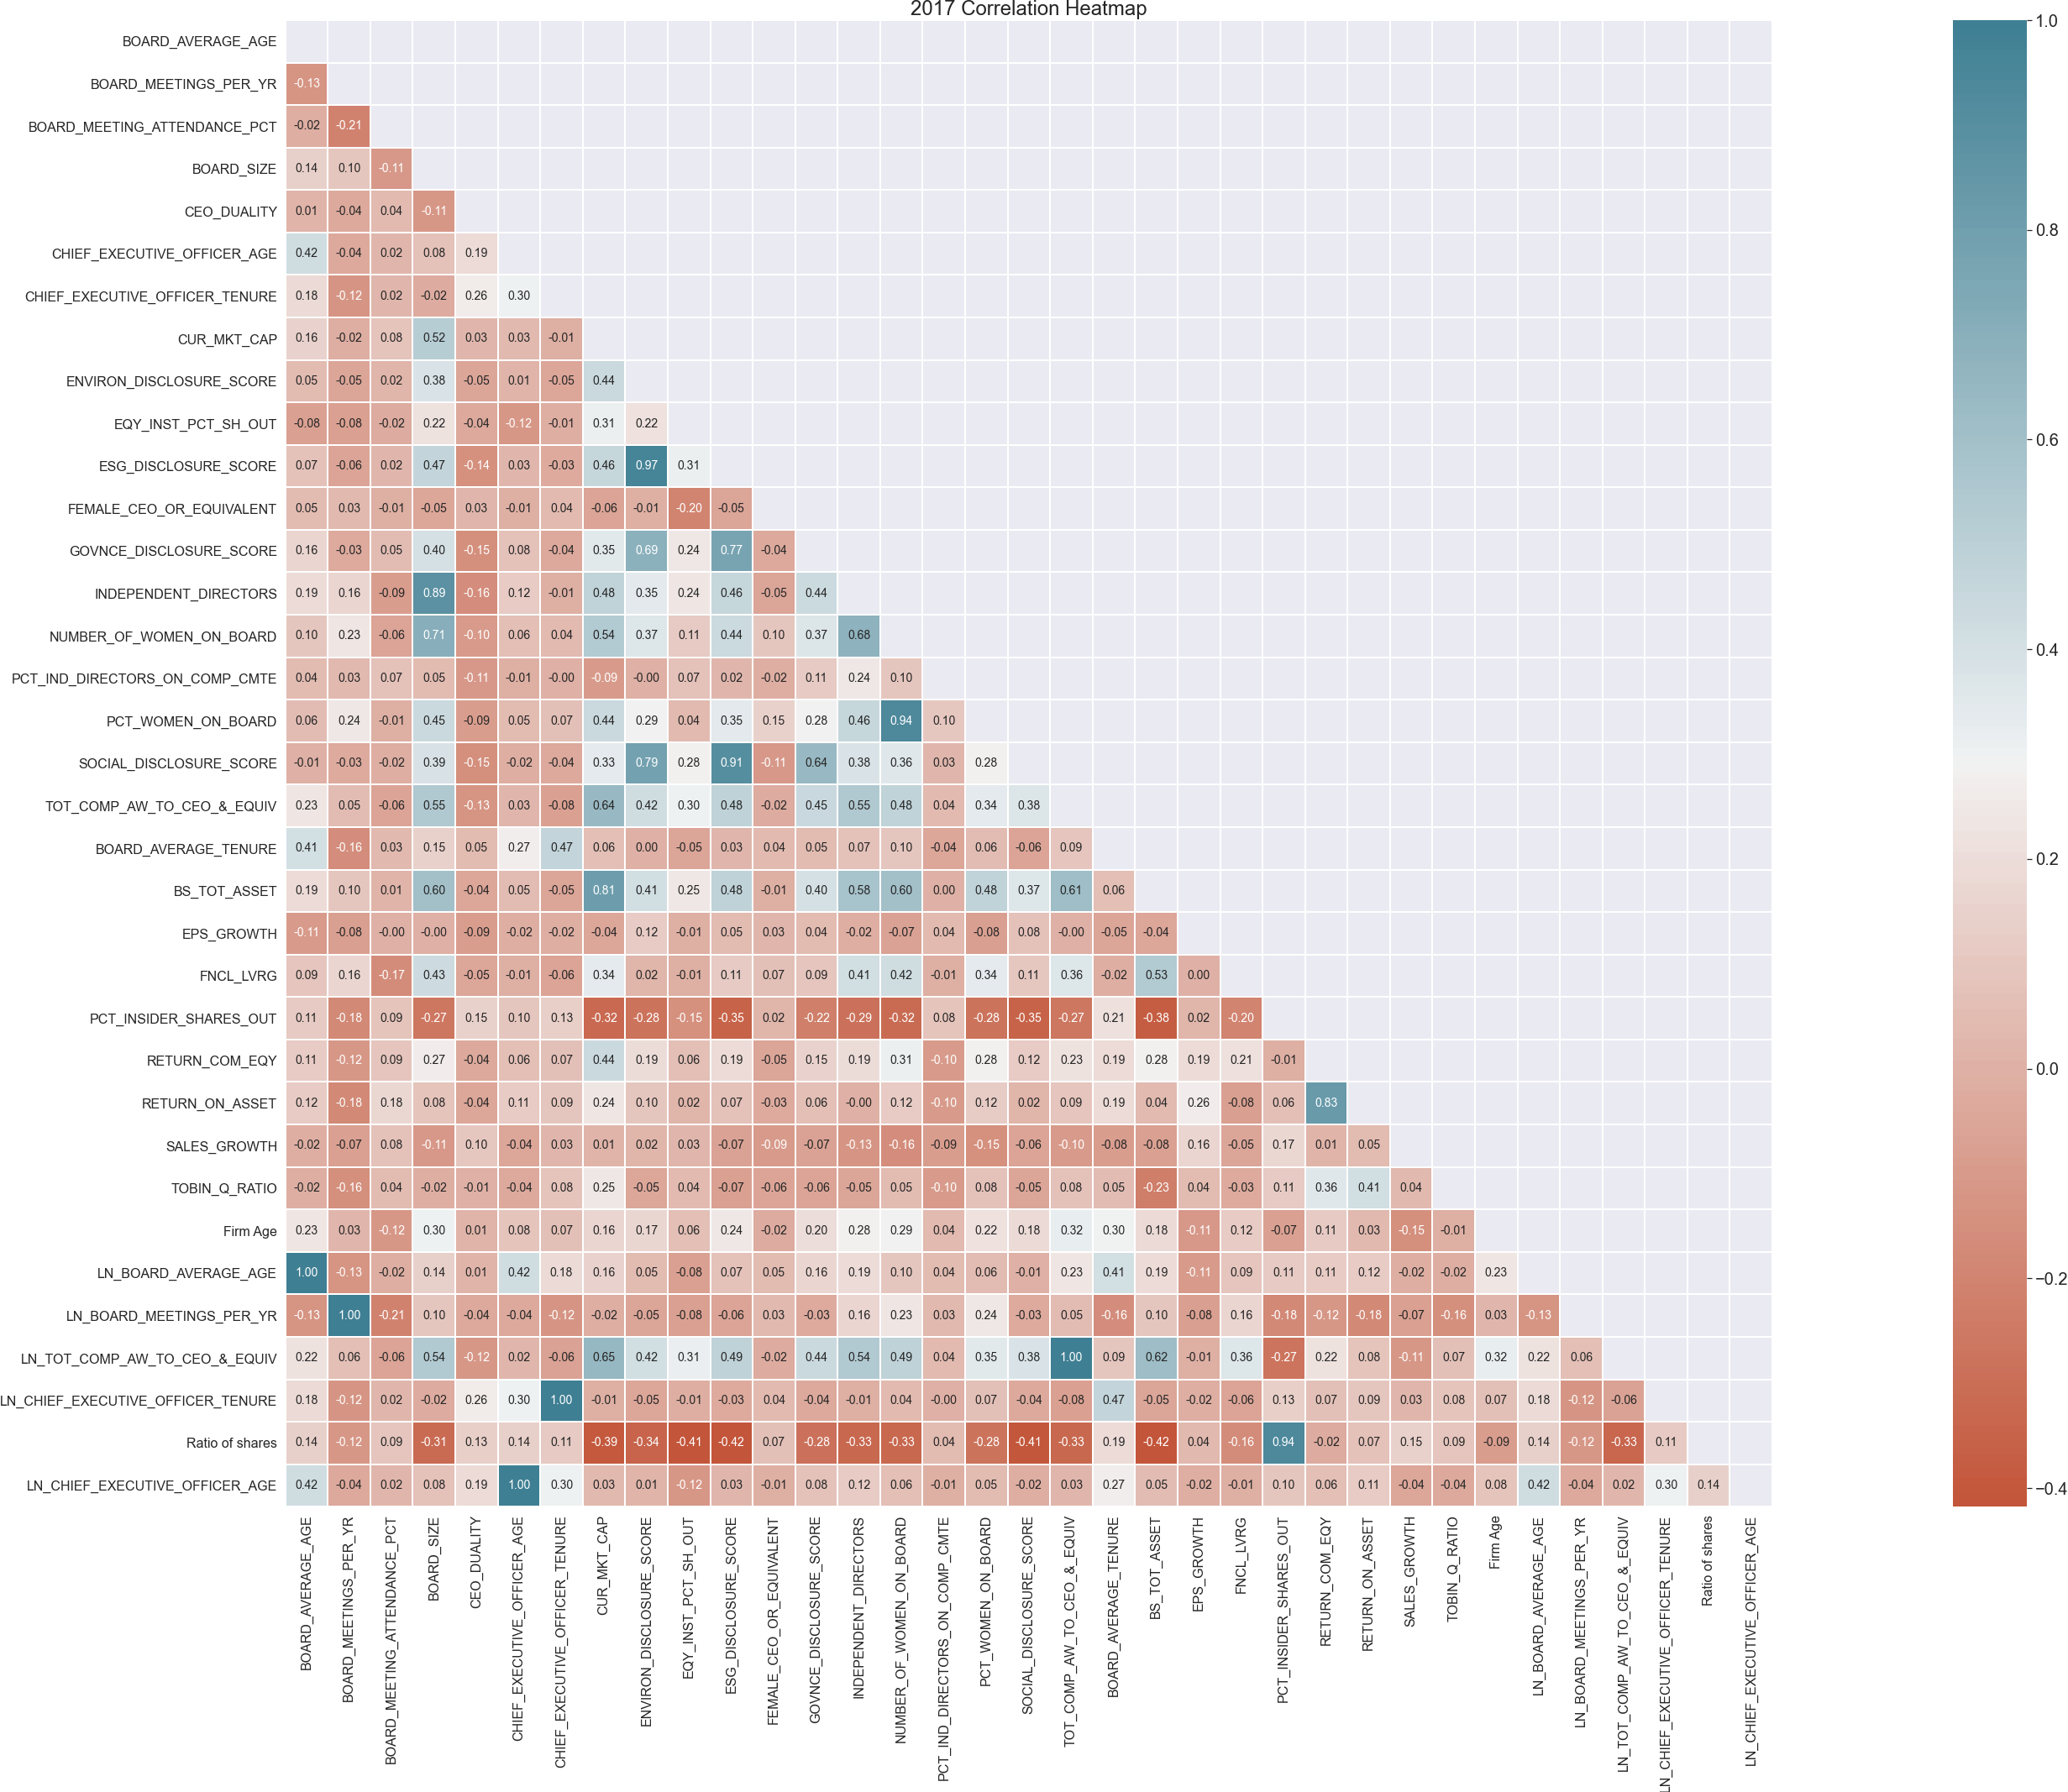 2017 Correlation Heatmap
BOARD_AVERAGE_AGE
BOARD_MEETINGS_PER_YR -0.13
BOARD_MEETING_ATTENDANCE_PCT -0.02 -0.21
BOARD_SIZE 0.14 0.10 -0.11
CEO_DUALITY 0.01 -0.04 0.04 -0.11
CHIEF_EXECUTIVE_OFFICER_AGE 0.42 -0.04 0.02 0.08 0.19
CHIEF_EXECUTIVE_OFFICER_TENURE 0.18 -0.12 0.02 -0.02 0.26 0.30
CUR_MKT_CAP 0.16 -0.02 0.08 0.52 0.03 0.03 -0.01
ENVIRON_DISCLOSURE_SCORE 0.05 -0.05 0.02 0.38 -0.05 0.01 -0.05 0.44
EQY_INST_PCT_SH_OUT -0.08 -0.08 -0.02 0.22 -0.04 -0.12 -0.01 0.31 0.22
ESG_DISCLOSURE_SCORE 0.07 -0.06 0.02 0.47 -0.14 0.03 -0.03 0.46 0.97 0.31
FEMALE_CEO_OR_EQUIVALENT 0.05 0.03 -0.01 -0.05 0.03 -0.01 0.04 -0.06 -0.01 -0.20 -0.05
GOVNCE_DISCLOSURE_SCORE 0.16 -0.03 0.05 0.40 -0.15 0.08 -0.04 0.35 0.69 0.24 0.77 -0.04
INDEPENDENT_DIRECTORS 0.19 0.16 -0.09 0.89 -0.16 0.12 -0.01 0.48 0.35 0.24 0.46 -0.05 0.44
NUMBER_OF_WOMEN_ON_BOARD 0.10 0.23 -0.06 0.71 -0.10 0.06 0.04 0.54 0.37 0.11 0.44 0.10 0.37 0.68
PCT_IND_DIRECTORS_ON_COMP_CMTE 0.04 0.03 0.07 0.05 -0.11 -0.01 -0.00 -0.09 -0.00 0.07 0.02 -0.02 0.11 0.24 0.10
PCT_WOMEN_ON_BOARD 0.06 0.24 -0.01 0.45 -0.09 0.05 0.07 0.44 0.29 0.04 0.35 0.15 0.28 0.46 0.94 0.10
SOCIAL_DISCLOSURE_SCORE -0.01 -0.03 -0.02 0.39 -0.15 -0.02 -0.04 0.33 0.79 0.28 0.91 -0.11 0.64 0.38 0.36 0.03 0.28
TOT_COMP_AW_TO_CEO_&_EQUIV 0.23 0.05 -0.06 0.55 -0.13 0.03 -0.08 0.64 0.42 0.30 0.48 -0.02 0.45 0.55 0.48 0.04 0.34 0.38
BOARD_AVERAGE_TENURE 0.41 -0.16 0.03 0.15 0.05 0.27 0.47 0.06 0.00 -0.05 0.03 0.04 0.05 0.07 0.10 -0.04 0.06 -0.06 0.09
BS_TOT_ASSET 0.19 0.10 0.01 0.60 -0.04 0.05 -0.05 0.81 0.41 0.25 0.48 -0.01 0.40 0.58 0.60 0.00 0.48 0.37 0.61 0.06
EPS_GROWTH -0.11 -0.08 -0.00 -0.00 -0.09 -0.02 -0.02 -0.04 0.12 -0.01 0.05 0.03 0.04 -0.02 -0.07 0.04 -0.08 0.08 -0.00 -0.05 -0.04
FNCL_LVRG 0.09 0.16 -0.17 0.43 -0.05 -0.01 -0.06 0.34 0.02 -0.01 0.11 0.07 0.09 0.41 0.42 -0.01 0.34 0.11 0.36 -0.02 0.53 0.00
PCT_INSIDER_SHARES_OUT 0.11 -0.18 0.09 -0.27 0.15 0.10 0.13 -0.32 -0.28 -0.15 -0.35 0.02 -0.22 -0.29 -0.32 0.08 -0.28 -0.35 -0.27 0.21 -0.38 0.02 -0.20
RETURN_COM_EQY 0.11 -0.12 0.09 0.27 -0.04 0.06 0.07 0.44 0.19 0.06 0.19 -0.05 0.15 0.19 0.31 -0.10 0.28 0.12 0.23 0.19 0.28 0.19 0.21 -0.01
RETURN_ON_ASSET 0.12 -0.18 0.18 0.08 -0.04 0.11 0.09 0.24 0.10 0.02 0.07 -0.03 0.06 -0.00 0.12 -0.10 0.12 0.02 0.09 0.19 0.04 0.26 -0.08 0.06 0.83
SALES_GROWTH -0.02 -0.07 0.08 -0.11 0.10 -0.04 0.03 0.01 0.02 0.03 -0.07 -0.09 -0.07 -0.13 -0.16 -0.09 -0.15 -0.06 -0.10 -0.08 -0.08 0.16 -0.05 0.17 0.01 0.05
TOBIN_Q_RATIO -0.02 -0.16 0.04 -0.02 -0.01 -0.04 0.08 0.25 -0.05 0.04 -0.07 -0.06 -0.06 -0.05 0.05 -0.10 0.08 -0.05 0.08 0.05 -0.23 0.04 -0.03 0.11 0.36 0.41 0.04
Firm Age 0.23 0.03 -0.12 0.30 0.01 0.08 0.07 0.16 0.17 0.06 0.24 -0.02 0.20 0.28 0.29 0.04 0.22 0.18 0.32 0.30 0.18 -0.11 0.12 -0.07 0.11 0.03 -0.15 -0.01
LN_BOARD_AVERAGE_AGE 1.00 -0.13 -0.02 0.14 0.01 0.42 0.18 0.16 0.05 -0.08 0.07 0.05 0.16 0.19 0.10 0.04 0.06 -0.01 0.23 0.41 0.19 -0.11 0.09 0.11 0.11 0.12 -0.02 -0.02 0.23
LN_BOARD_MEETINGS_PER_YR -0.13 1.00 -0.21 0.10 -0.04 -0.04 -0.12 -0.02 -0.05 -0.08 -0.06 0.03 -0.03 0.16 0.23 0.03 0.24 -0.03 0.05 -0.16 0.10 -0.08 0.16 -0.18 -0.12 -0.18 -0.07 -0.16 0.03 -0.13
LN_TOT_COMP_AW_TO_CEO_&_EQUIV 0.22 0.06 -0.06 0.54 -0.12 0.02 -0.06 0.65 0.42 0.31 0.49 -0.02 0.44 0.54 0.49 0.04 0.35 0.38 1.00 0.09 0.62 -0.01 0.36 -0.27 0.22 0.08 -0.11 0.07 0.32 0.22 0.06
LN_CHIEF_EXECUTIVE_OFFICER_TENURE 0.18 -0.12 0.02 -0.02 0.26 0.30 1.00 -0.01 -0.05 -0.01 -0.03 0.04 -0.04 -0.01 0.04 -0.00 0.07 -0.04 -0.08 0.47 -0.05 -0.02 -0.06 0.13 0.07 0.09 0.03 0.08 0.07 0.18 -0.12 -0.06
Ratio of shares 0.14 -0.12 0.09 -0.31 0.13 0.14 0.11 -0.39 -0.34 -0.41 -0.42 0.07 -0.28 -0.33 -0.33 0.04 -0.28 -0.41 -0.33 0.19 -0.42 0.04 -0.16 0.94 -0.02 0.07 0.15 0.09 -0.09 0.14 -0.12 -0.33 0.11
LN_CHIEF_EXECUTIVE_OFFICER_AGE 0.42 -0.04 0.02 0.08 0.19 1.00 0.30 0.03 0.01 -0.12 0.03 -0.01 0.08 0.12 0.06 -0.01 0.05 -0.02 0.03 0.27 0.05 -0.02 -0.01 0.10 0.06 0.11 -0.04 -0.04 0.08 0.42 -0.04 0.02 0.30 0.14
BOARD_AVERAGE_AGE
BOARD_MEETINGS_PER_YR
BOARD_MEETING_ATTENDANCE_PCT
BOARD_SIZE
CEO_DUALITY
CHIEF_EXECUTIVE_OFFICER_AGE
CHIEF_EXECUTIVE_OFFICER_TENURE
CUR_MKT_CAP
ENVIRON_DISCLOSURE_SCORE
EQY_INST_PCT_SH_OUT
ESG_DISCLOSURE_SCORE
FEMALE_CEO_OR_EQUIVALENT
GOVNCE_DISCLOSURE_SCORE
INDEPENDENT_DIRECTORS
NUMBER_OF_WOMEN_ON_BOARD
PCT_IND_DIRECTORS_ON_COMP_CMTE
PCT_WOMEN_ON_BOARD
SOCIAL_DISCLOSURE_SCORE
TOT_COMP_AW_TO_CEO_&_EQUIV
BOARD_AVERAGE_TENURE
BS_TOT_ASSET
EPS_GROWTH
FNCL_LVRG
PCT_INSIDER_SHARES_OUT
RETURN_COM_EQY
RETURN_ON_ASSET
SALES_GROWTH
TOBIN_Q_RATIO
Firm Age
LN_BOARD_AVERAGE_AGE
LN_BOARD_MEETINGS_PER_YR
LN_TOT_COMP_AW_TO_CEO_&_EQUIV
LN_CHIEF_EXECUTIVE_OFFICER_TENURE
Ratio of shares
LN_CHIEF_EXECUTIVE_OFFICER_AGE
1.0
0.8
0.6
0.4
0.2
0.0
−0.2
−0.4